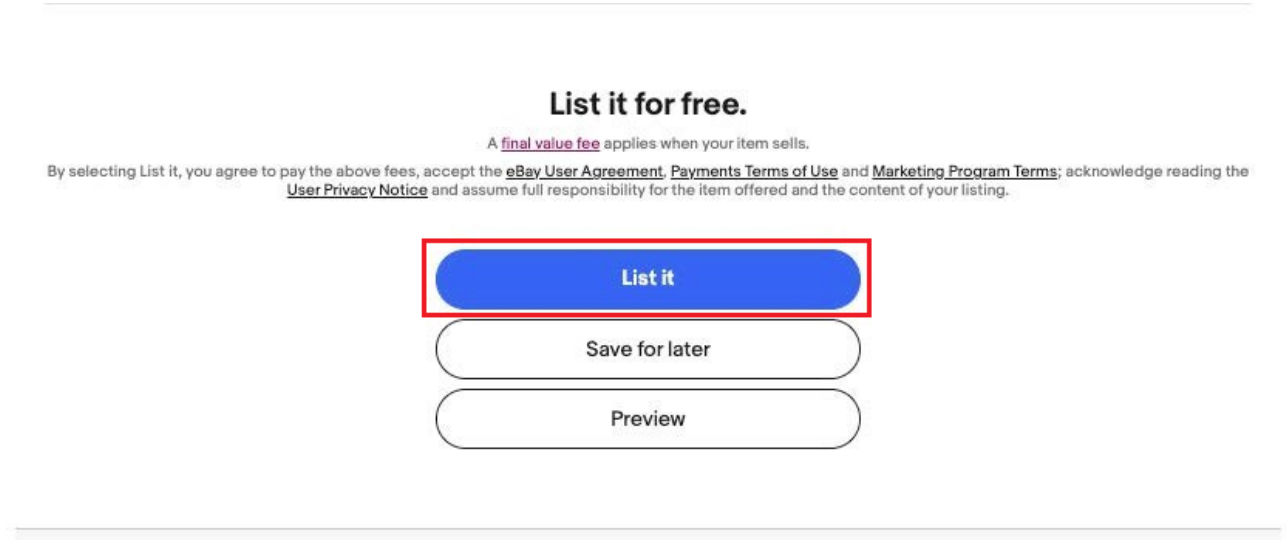 List it for free.
A final value fee applies when your item sells.
By selecting List it, you agree to pay the above fees, accept the eBay User Agreement, Payments Terms of Use and Marketing Program Terms; acknowledge reading the
User Privacy Notice and assume full responsibility for the item offered and the content of your listing.
List it
Save for later
Preview